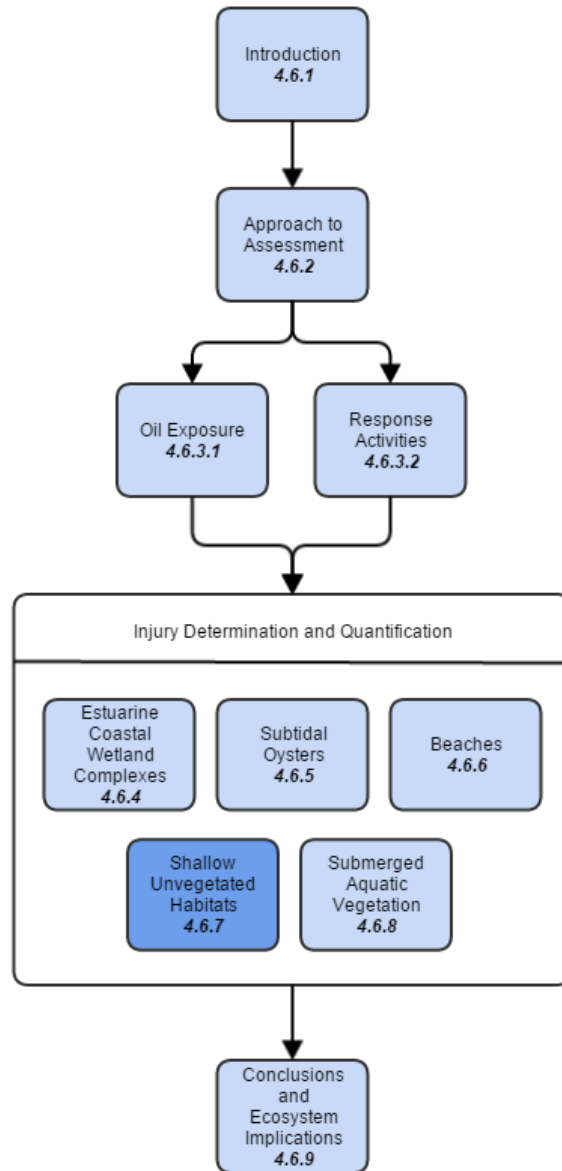 Introduction
4.6.1
Approach to
Assessment
4.6.2
Oil Exposure
4.6.3.1
Response
Activities
4.6.3.2
Injury Determination and Quantification
Estuarine
Coastal
Wetland
Complexes
4.6.4
Subtidal
Oysters
4.6.5
Beaches
4.6.6
Shallow
Unvegetated
Habitats
4.6.7
Submerged
Aquatic
Vegetation
4.6.8
Conclusions
and
Ecosystem
Implications
4.6.9